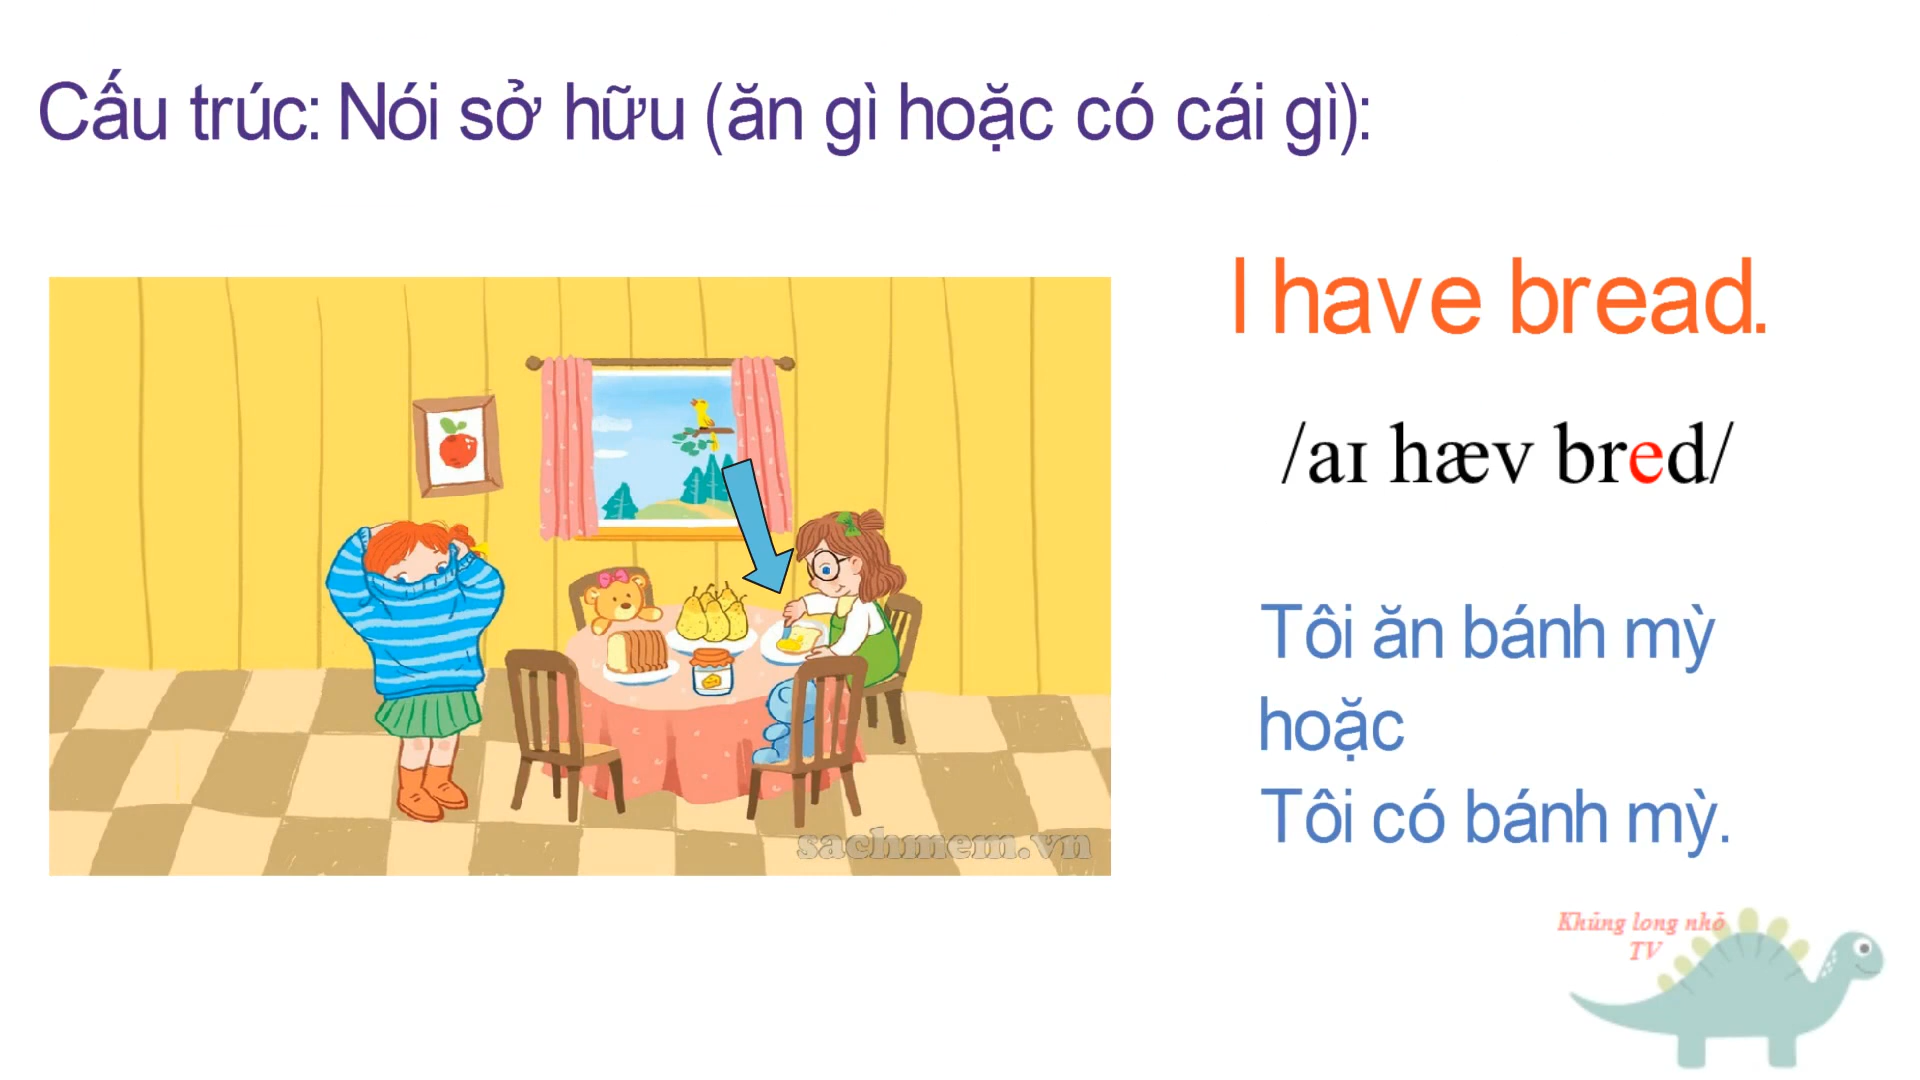 Cấu trúc: Nói sở hữu (ăn gì hoặc có cái gì):
I have bread.
/aɪ hæv bred/
Tôi ăn bánh mỳ
hoặc
Tôi có bánh mỳ.
sachmem.vn
Khủng long nhỏ
TV